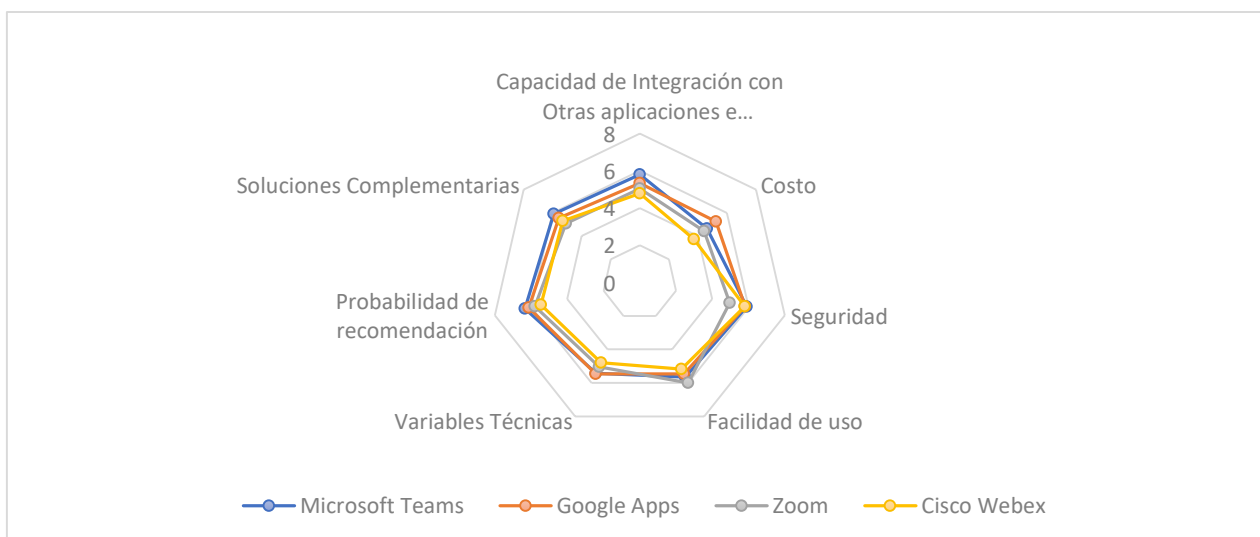 Capacidad de Integración con
Otras aplicaciones e...
8
6
4
2
0
Costo
Seguridad
Facilidad de uso
Variables Técnicas
Probabilidad de
recomendación
Soluciones Complementarias
Microsoft Teams
Google Apps
Zoom
Cisco Webex